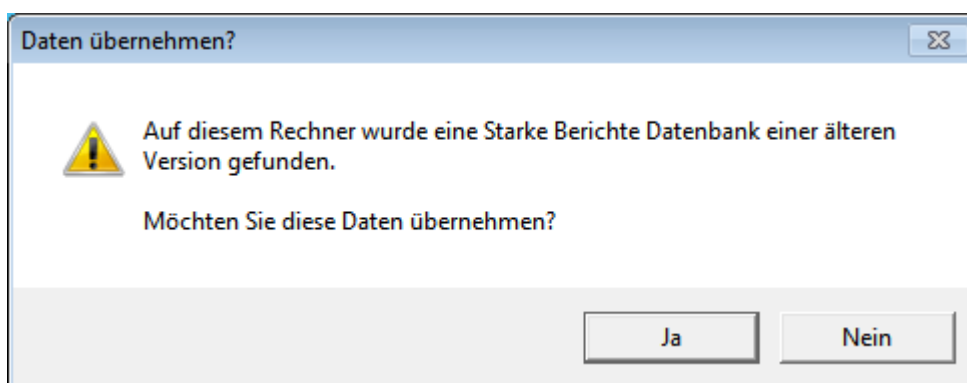 Daten übernehmen?
Auf diesem Rechner wurde eine Starke Berichte Datenbank einer älteren
Version gefunden.
Möchten Sie diese Daten übernehmen?
Ja
Nein